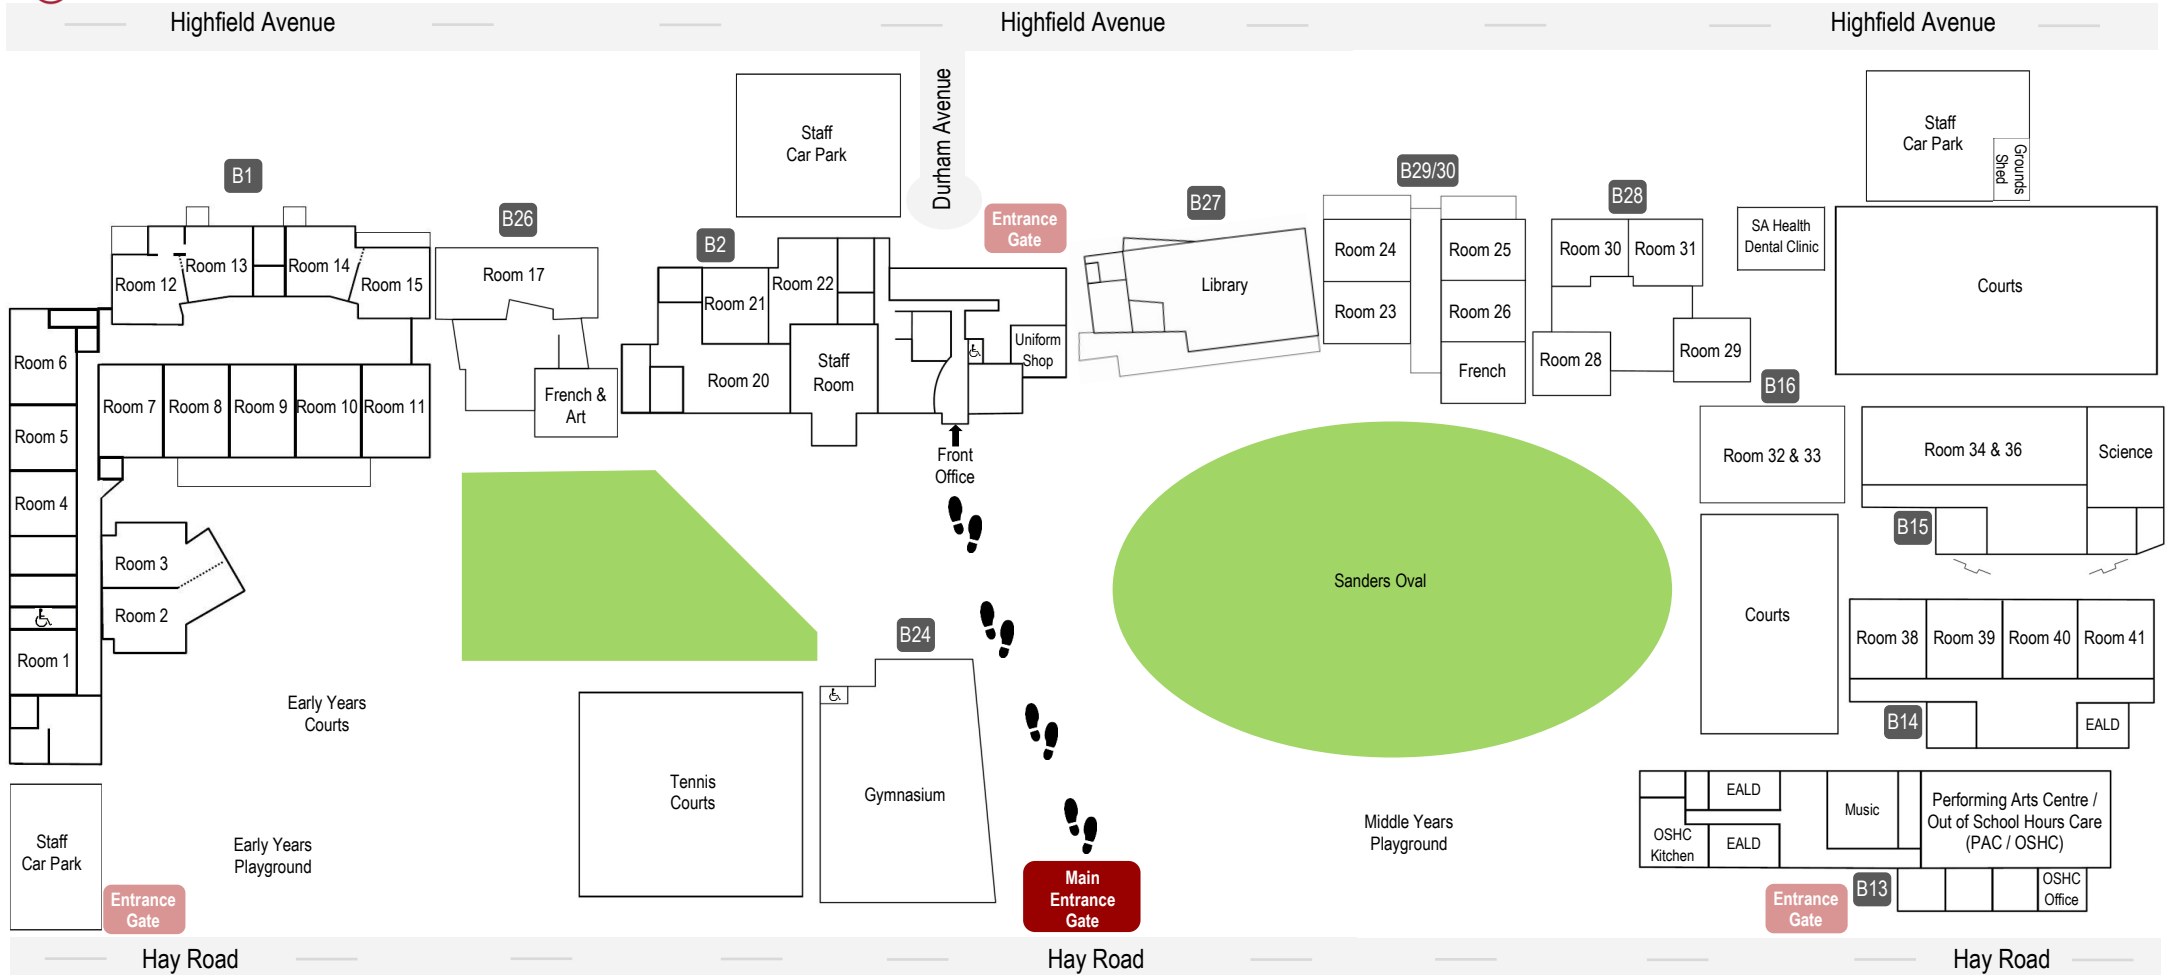 Highfield Avenue
Highfield Avenue
Highfield Avenue
Durham Avenue
Staff
Car Park
Staff
Car Park
Grounds
Shed
B1
B26
B2
Entrance
Gate
B27
B29/30
B28
SA Health
Dental Clinic
Courts
Room 12
Room 13
Room 14
Room 15
Room 17
Room 21
Room 22
Library
Room 24
Room 25
Room 30
Room 31
Room 6
Room 7
Room 8
Room 9
Room 10
Room 11
French &
Art
Room 20
Staff
Room
Uniform
Shop
Room 23
Room 26
French
Room 28
Room 29
B16
Room 5
Room 4
Front
Office
Room 32 & 33
Room 34 & 36
Science
B15
Room 3
Room 2
Room 1
Sanders Oval
Courts
Room 38
Room 39
Room 40
Room 41
B24
B14
EALD
Early Years
Courts
Tennis
Courts
Gymnasium
Early Years
Playground
Middle Years
Playground
EALD
EALD
OSHC
Kitchen
Music
Performing Arts Centre /
Out of School Hours Care
(PAC / OSHC)
Staff
Car Park
Entrance
Gate
Main
Entrance
Gate
Entrance
Gate
B13
OSHC
Office
Hay Road
Hay Road
Hay Road